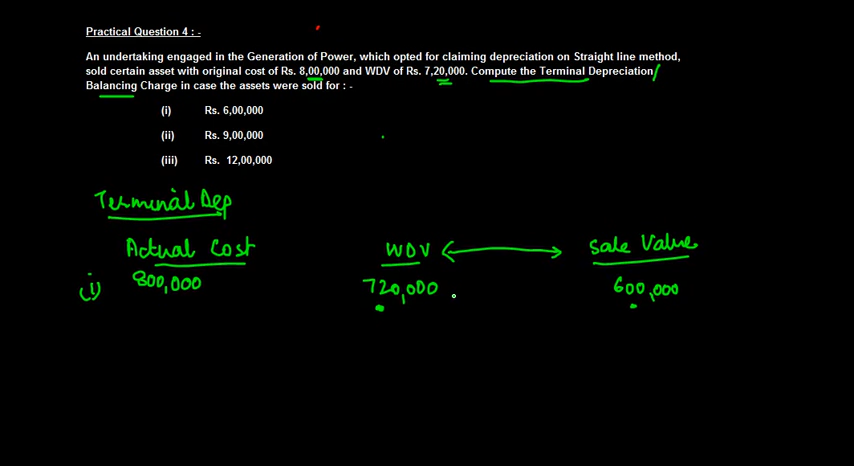 Practical Question 4 : -
An undertaking engaged in the Generation of Power, which opted for claiming depreciation on Straight line method,
sold certain asset with original cost of Rs. 8,00,000 and WDV of Rs. 7,20,000. Compute the Terminal Depreciation/
Balancing Charge in case the assets were sold for : -
(i) Rs. 6,00,000
(ii) Rs. 9,00,000
(iii) Rs. 12,00,000
Terminal Dep
Actual Cost WDV Sale Value
(i) 800,000 720,000 600,000